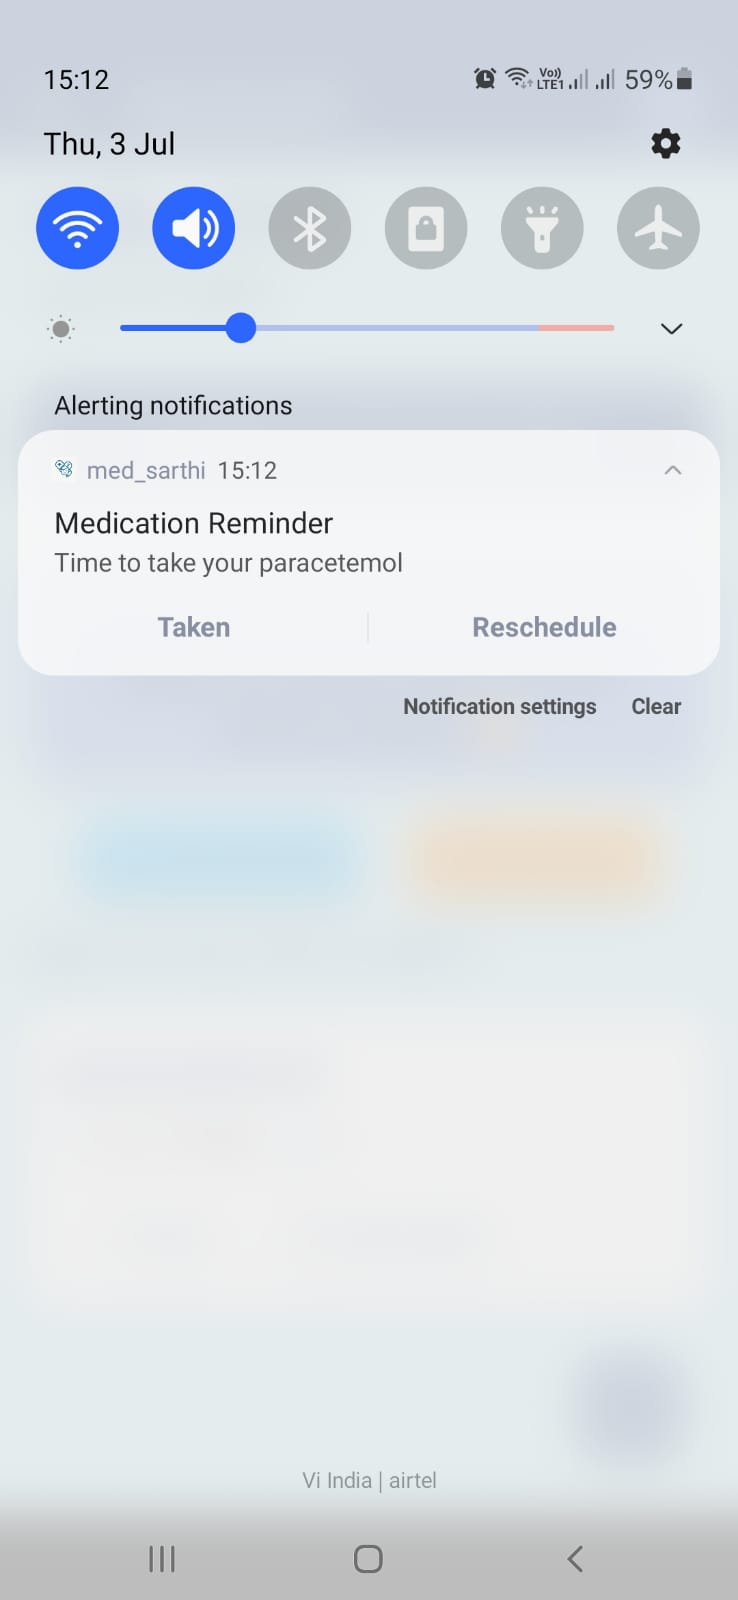 15:12 Vo)) LTE1 59%
Thu, 3 Jul
Alerting notifications
med_sarthi 15:12
Medication Reminder
Time to take your paracetemol
Taken Reschedule
Notification settings Clear
Vi India | airtel